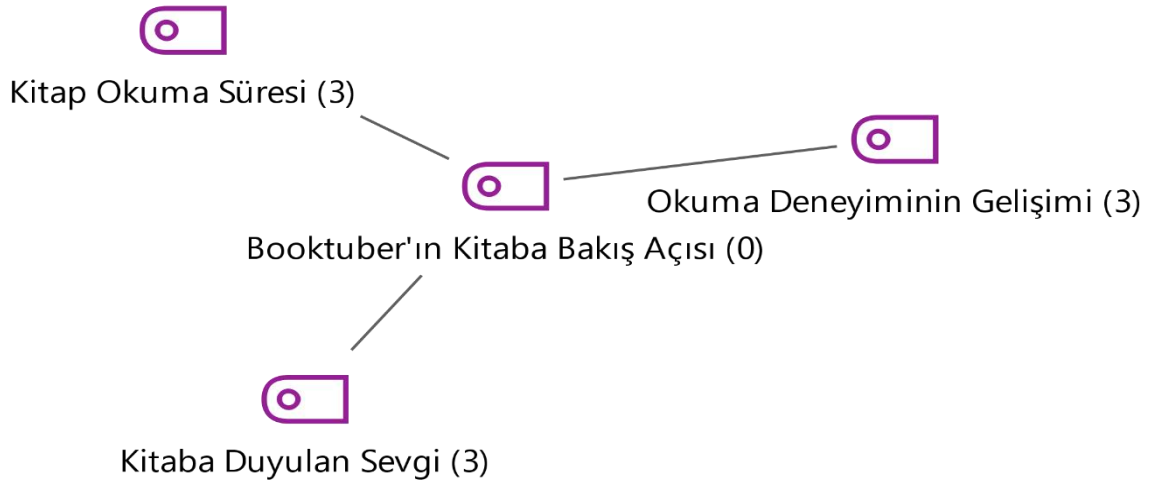 Kitap Okuma Süresi (3)
Okuma Deneyiminin Gelişimi (3)
Booktuber'ın Kitaba Bakış Açısı (0)
Kitaba Duyulan Sevgi (3)